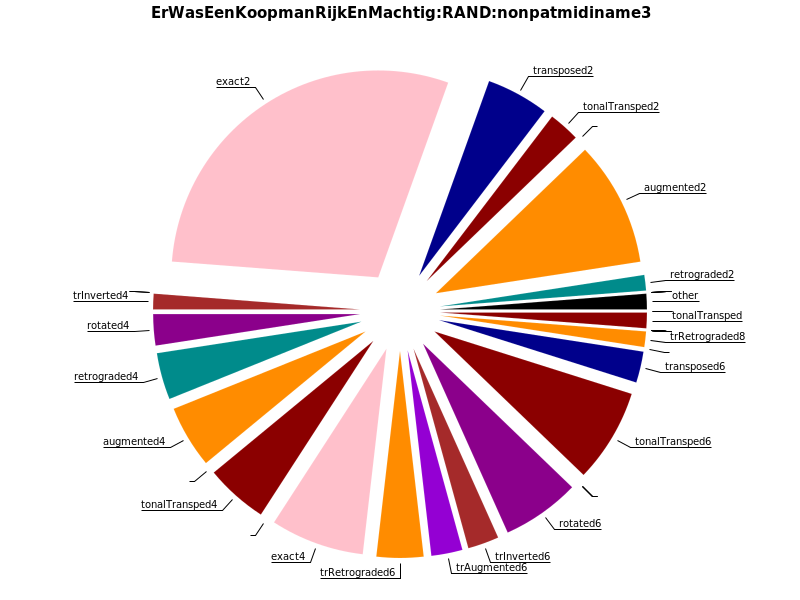 ErWasEenKoopmanRijkEnMachtig:RAND:nonpatmidiname3
exact2
transposed2
tonalTransped2
augmented2
retrograded2
other
tonalTransped
trRetrograded8
transposed6
tonalTransped6
rotated6
trInverted6
trAugmented6
trRetrograded6
exact4
tonalTransped4
augmented4
retrograded4
rotated4
trInverted4